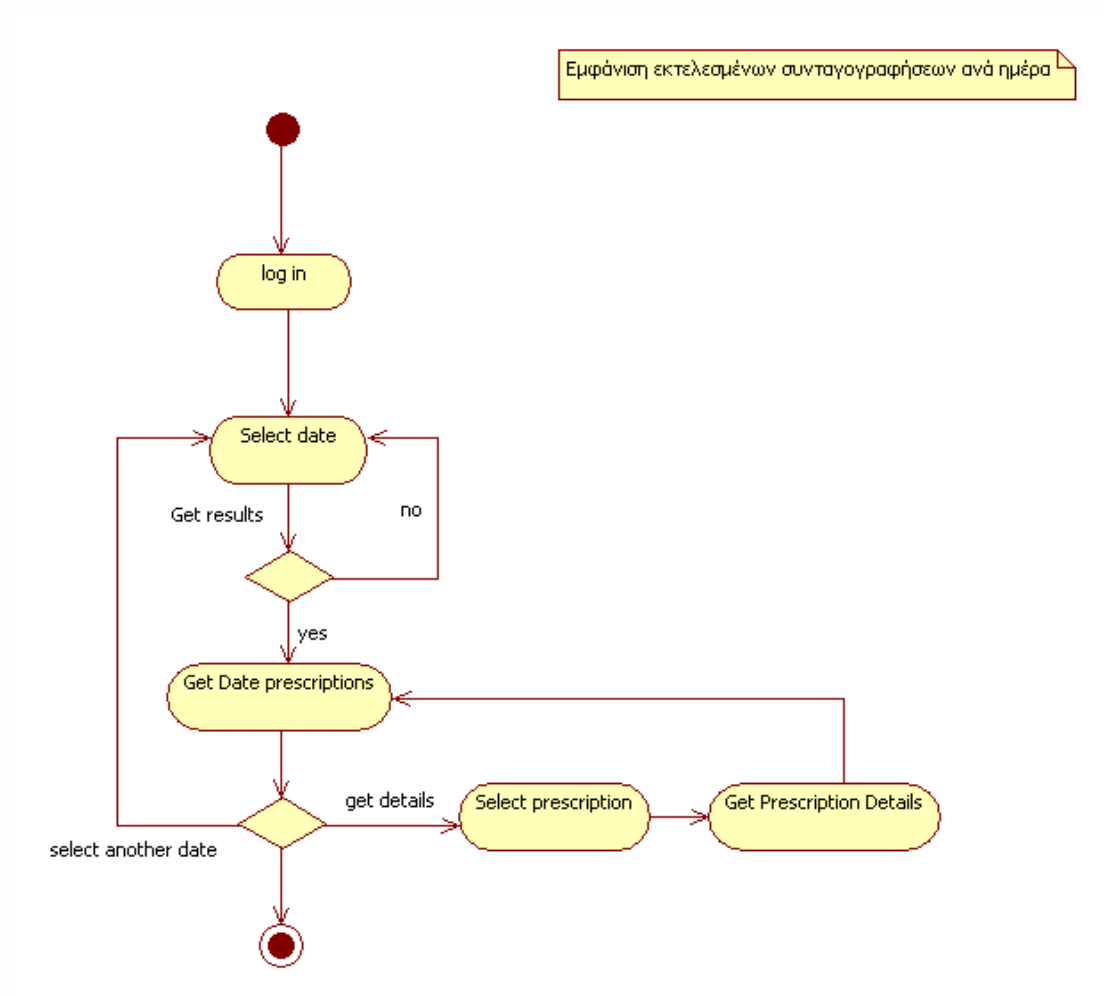 Εμφάνιση εκτελεσμένων συνταγογραφήσεων ανά ημέρα
log in
Select date
Get results
no
yes
Get Date prescriptions
get details
Select prescription
Get Prescription Details
select another date